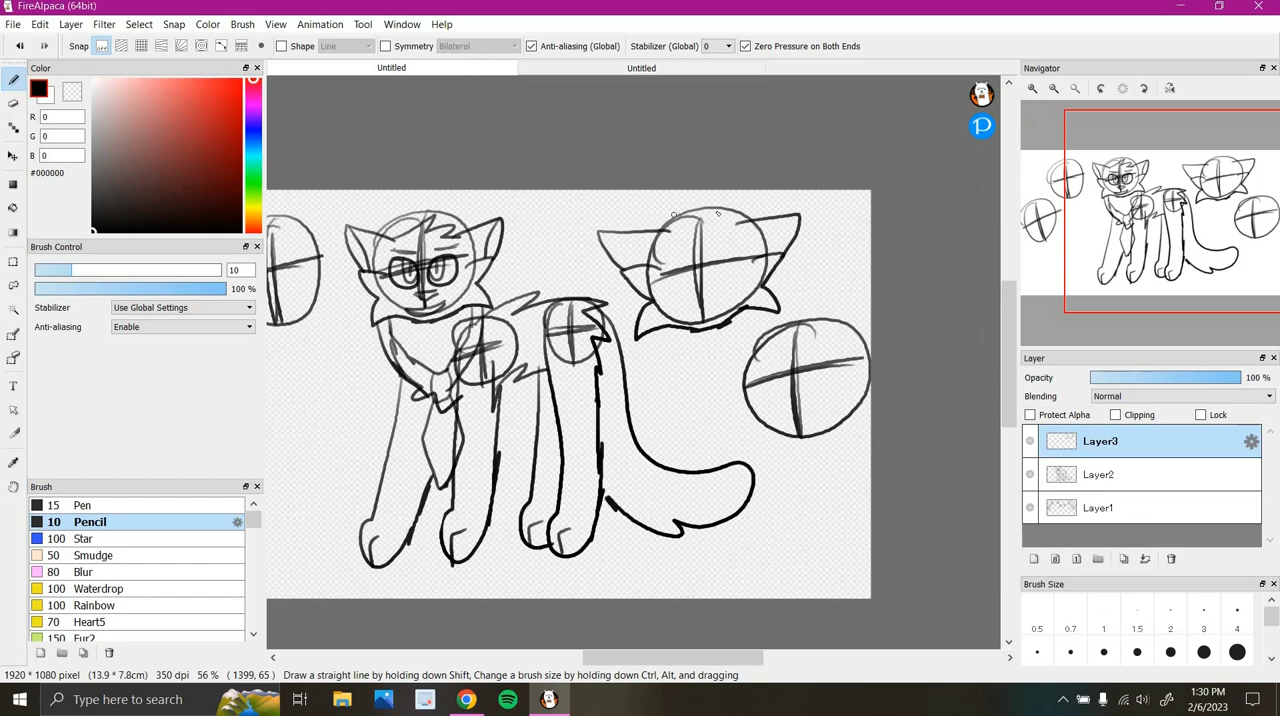 FireAlpaca (64bit)
File Edit Layer Filter Select Snap Color Brush View Animation Tool Window Help
Snap Shape Line Symmetry Bilateral Anti-aliasing (Global) Stabilizer (Global) 0 Zero Pressure on Both Ends
Color Untitled Untitled Navigator
R 0
G 0
B 0
#000000
Brush Control
10
100 %
Stabilizer Use Global Settings
Anti-aliasing Enable
Brush
15 Pen
10 Pencil
100 Star
50 Smudge
80 Blur
100 Waterdrop
100 Rainbow
70 Heart5
150 Fur2
Layer
Opacity 100 %
Blending Normal
Protect Alpha Clipping Lock
Layer3
Layer2
Layer1
Brush Size
0.5 0.7 1 1.5 2 3 4
1920 * 1080 pixel (13.9 * 7.8cm) 350 dpi 56 % (1399, 65) Draw a straight line by holding down Shift, Change a brush size by holding down Ctrl, Alt, and dragging
Type here to search
1:30 PM
2/6/2023